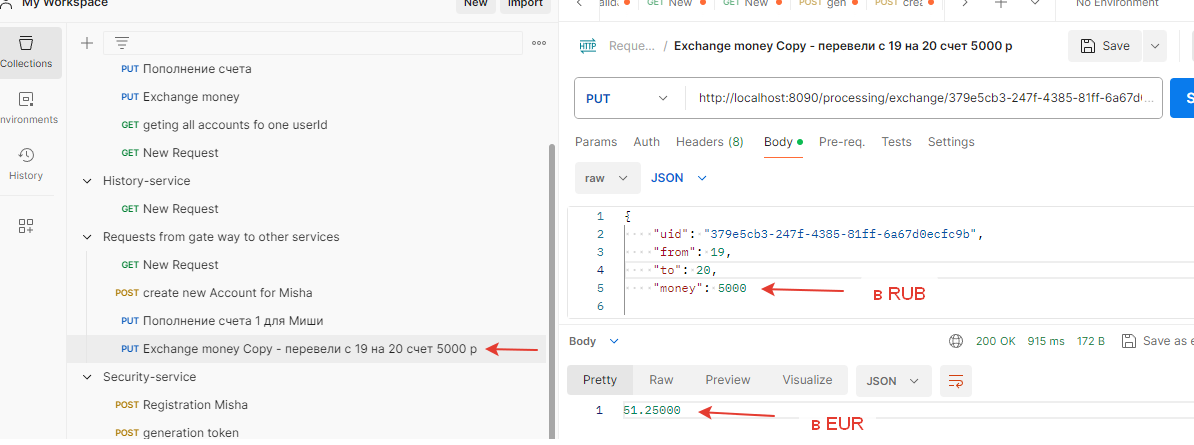 My Workspace
New
Import
GET New
GET New
POST gen
POST crea
No Environment
Collections
nvironments
History
PUT Пополнение счета
PUT Exchange money
GET geting all accounts fo one userId
GET New Request
History-service
GET New Request
Requests from gate way to other services
GET New Request
POST create new Account for Misha
PUT Пополнение счета 1 для Миши
PUT Exchange money Copy - перевели с 19 на 20 счет 5000 р
Security-service
POST Registration Misha
POST generation token
HTTP Reque... / Exchange money Copy - перевели с 19 на 20 счет 5000 р
Save
PUT
http://localhost:8090/processing/exchange/379e5cb3-247f-4385-81ff-6a67d(...
S
Params Auth Headers (8) Body Pre-req. Tests Settings
raw JSON
1 {
2 "uid": "379e5cb3-247f-4385-81ff-6a67d0ecfc9b",
3 "from": 19,
4 "to": 20,
5 "money": 5000
6
в RUB
Body 200 OK 915 ms 172 B Save as e
Pretty Raw Preview Visualize JSON
1 51.25000
в EUR